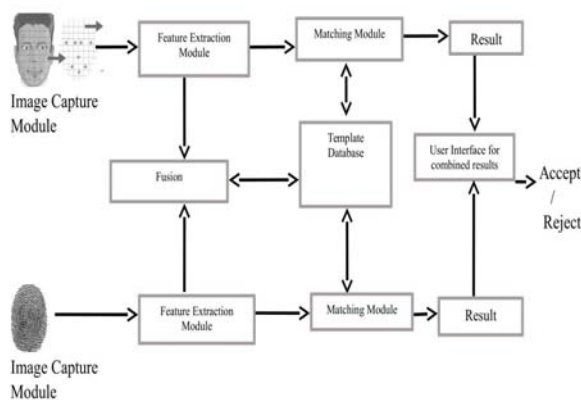 Feature Extraction
Module
Matching Module
Result
Image Capture
Module
Template
Database
User Interface for
combined results
Fusion
Accept
/
Reject
Feature Extraction
Module
Matching Module
Result
Image Capture
Module